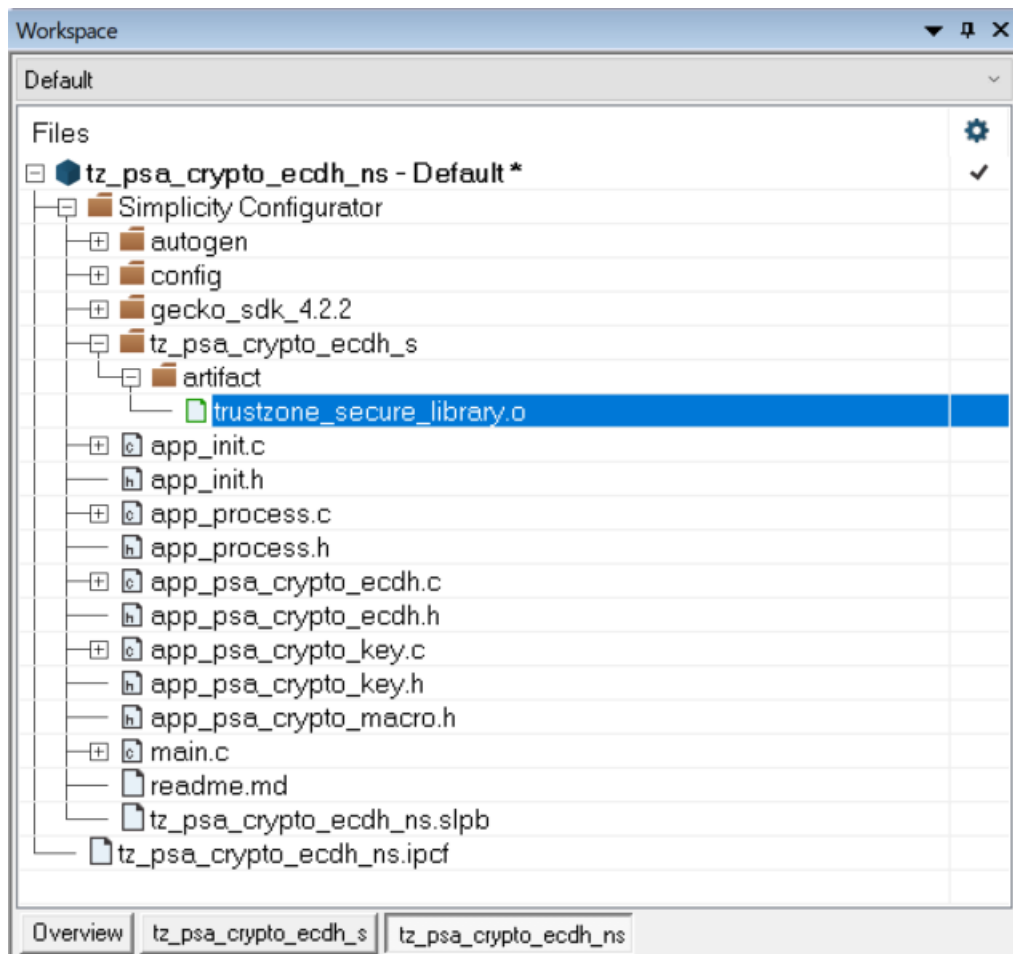 Workspace
Default
Files
tz_psa_crypto_ecdh_ns - Default *
Simplicity Configurator
autogen
config
gecko_sdk_4.2.2
tz_psa_crypto_ecdh_s
artifact
trustzone_secure_library.o
app_init.c
app_init.h
app_process.c
app_process.h
app_psa_crypto_ecdh.c
app_psa_crypto_ecdh.h
app_psa_crypto_key.c
app_psa_crypto_key.h
app_psa_crypto_macro.h
main.c
readme.md
tz_psa_crypto_ecdh_ns.slpb
tz_psa_crypto_ecdh_ns.ipcf
Overview tz_psa_crypto_ecdh_s tz_psa_crypto_ecdh_ns